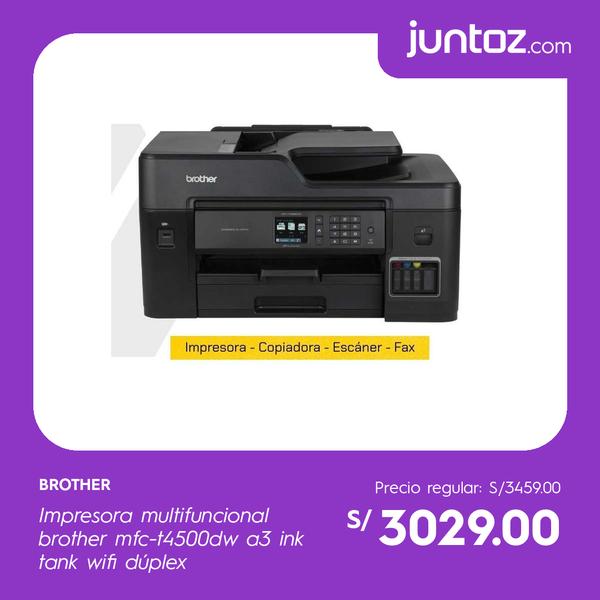 juntoz.com
brother
Impresora - Copiadora - Escáner - Fax
BROTHER
Impresora multifuncional
brother mfc-t4500dw a3 ink
tank wifi dúplex
Precio regular: S/3459.00
S/ 3029.00